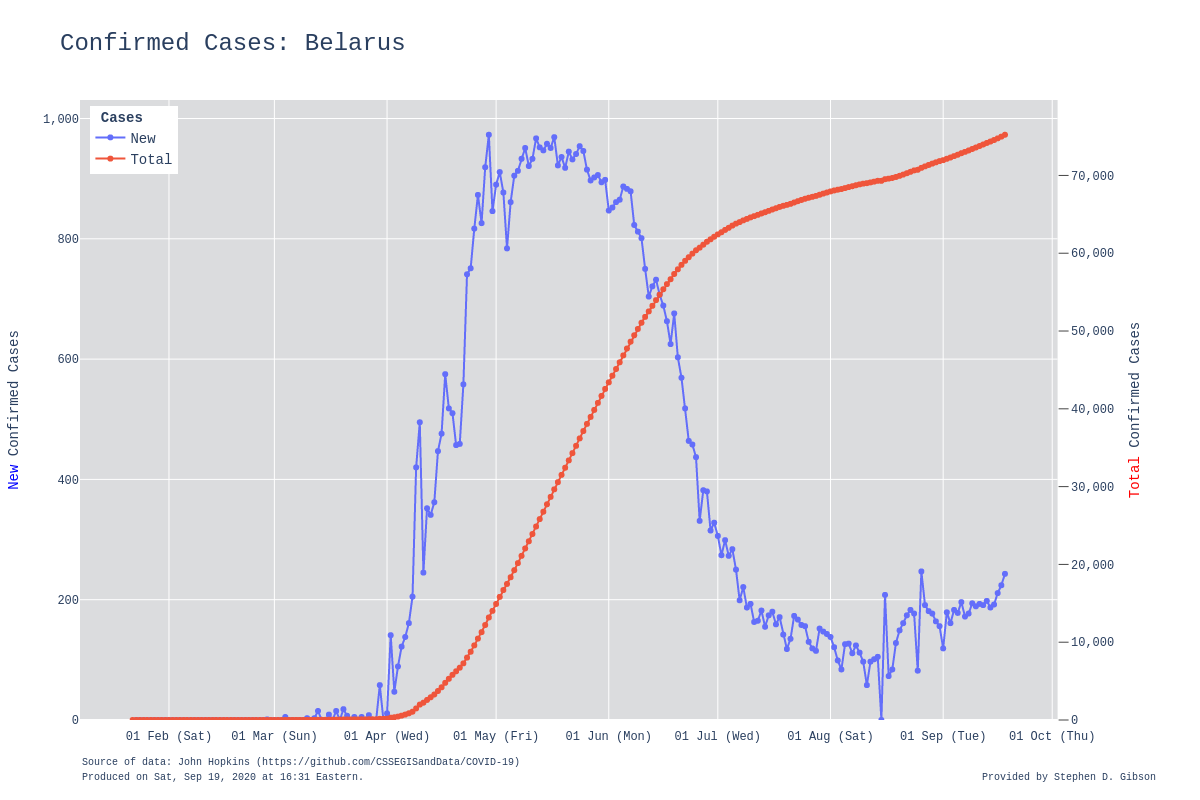 Confirmed Cases: Belarus
Cases
New
Total
1,000
800
600
400
200
0
New Confirmed Cases
70,000
60,000
50,000
40,000
30,000
20,000
10,000
0
Total Confirmed Cases
01 Feb (Sat) 01 Mar (Sun) 01 Apr (Wed) 01 May (Fri) 01 Jun (Mon) 01 Jul (Wed) 01 Aug (Sat) 01 Sep (Tue) 01 Oct (Thu)
Source of data: John Hopkins (https://github.com/CSSEGISandData/COVID-19)
Produced on Sat, Sep 19, 2020 at 16:31 Eastern.
Provided by Stephen D. Gibson